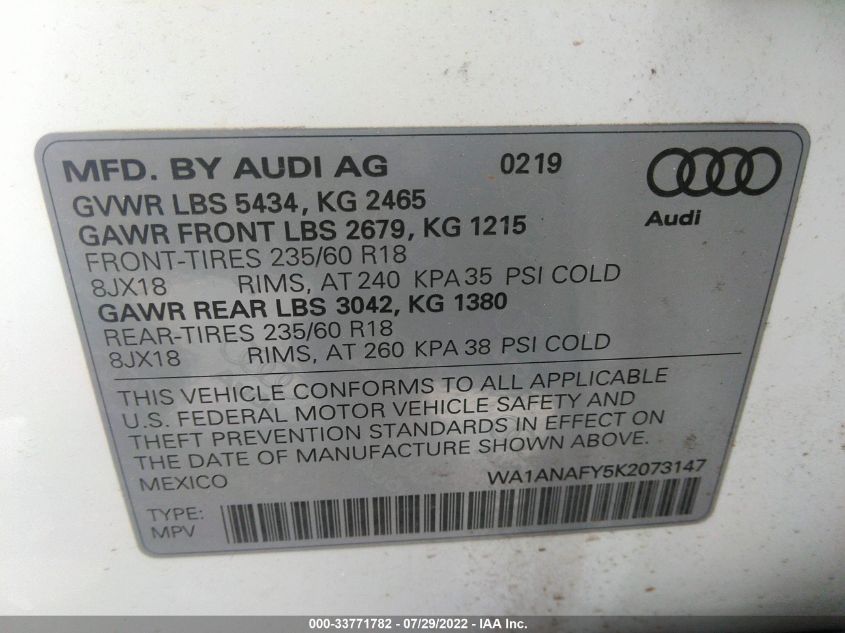 MFD. BY AUDI AG 0219
GVWR LBS 5434, KG 2465
Audi
GAWR FRONT LBS 2679, KG 1215
FRONT-TIRES 235/60 R18
8JX18 RIMS, AT 240 KPA 35 PSI COLD
GAWR REAR LBS 3042, KG 1380
REAR-TIRES 235/60 R18
8JX18 RIMS, AT 260 KPA 38 PSI COLD
THIS VEHICLE CONFORMS TO ALL APPLICABLE
U.S. FEDERAL MOTOR VEHICLE SAFETY AND
THEFT PREVENTION STANDARDS IN EFFECT ON
THE DATE OF MANUFACTURE SHOWN ABOVE.
MEXICO WA1ANAFY5K2073147
TYPE:
MPV
000-33771782 - 07/29/2022 - WA1ANAFY5K2073147 - IAA Inc.